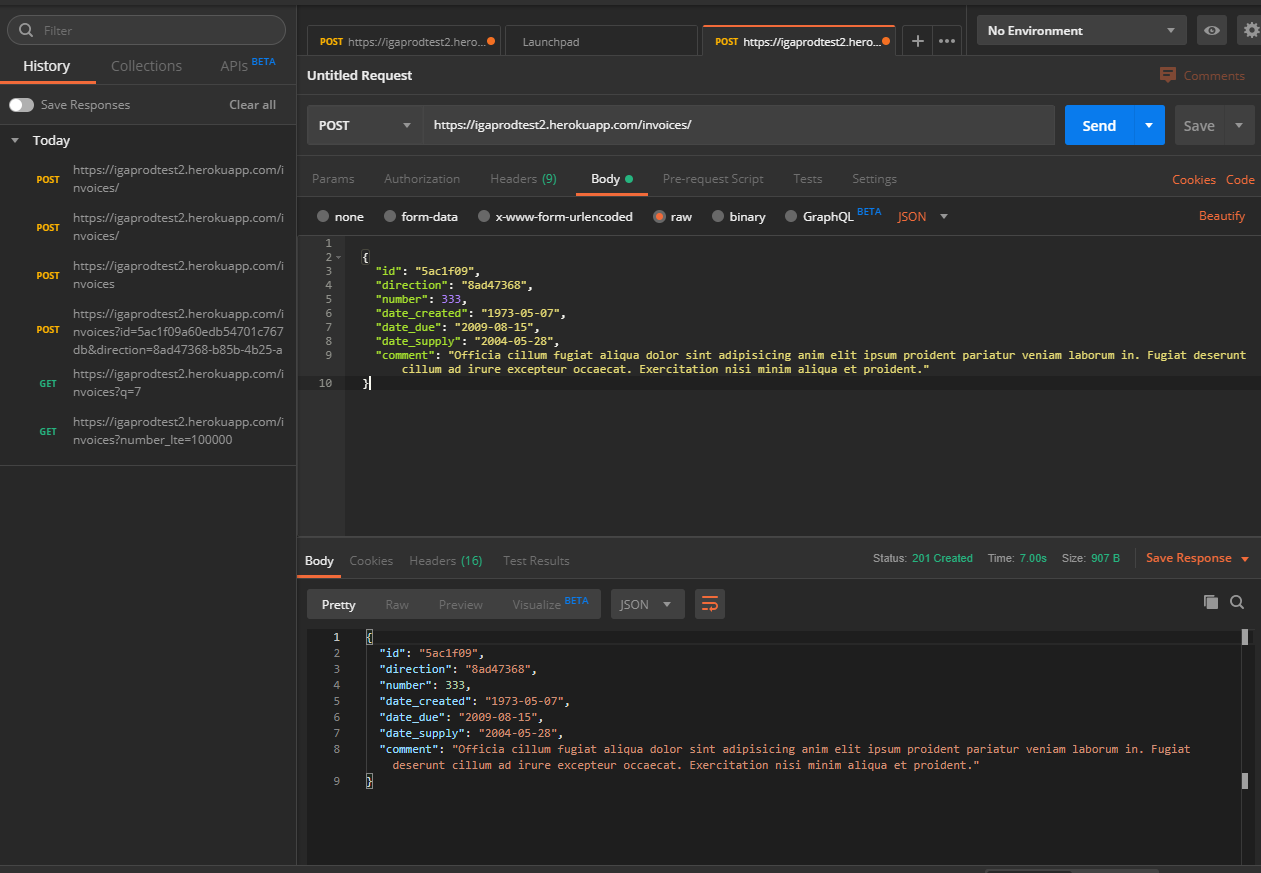 Filter
History Collections APIs BETA
Save Responses Clear all
Today
POST https://igaprodtest2.herokuapp.com/i
nvoices/
POST https://igaprodtest2.herokuapp.com/i
nvoices/
POST https://igaprodtest2.herokuapp.com/i
nvoices
POST https://igaprodtest2.herokuapp.com/i
nvoices?id=5ac1f09a60edb54701c767
db&direction=8ad47368-b85b-4b25-a
GET https://igaprodtest2.herokuapp.com/i
nvoices?q=7
GET https://igaprodtest2.herokuapp.com/i
nvoices?number_lte=100000
POST https://igaprodtest2.hero... Launchpad POST https://igaprodtest2.hero... + ••• No Environment
Untitled Request Comments
POST https://igaprodtest2.herokuapp.com/invoices/ Send Save
Params Authorization Headers (9) Body Pre-request Script Tests Settings Cookies Code
none form-data x-www-form-urlencoded raw binary GraphQL BETA JSON Beautify
1
2 {
3 "id": "5ac1f09",
4 "direction": "8ad47368",
5 "number": 333,
6 "date_created": "1973-05-07",
7 "date_due": "2009-08-15",
8 "date_supply": "2004-05-28",
9 "comment": "Officia cillum fugiat aliqua dolor sint adipisicing anim elit ipsum proident pariatur veniam laborum in. Fugiat deserunt
cillum ad irure excepteur occaecat. Exercitation nisi minim aliqua et proident."
10 }
Body Cookies Headers (16) Test Results Status: 201 Created Time: 7.00s Size: 907 B Save Response
Pretty Raw Preview Visualize BETA JSON
1 {
2 "id": "5ac1f09",
3 "direction": "8ad47368",
4 "number": 333,
5 "date_created": "1973-05-07",
6 "date_due": "2009-08-15",
7 "date_supply": "2004-05-28",
8 "comment": "Officia cillum fugiat aliqua dolor sint adipisicing anim elit ipsum proident pariatur veniam laborum in. Fugiat
deserunt cillum ad irure excepteur occaecat. Exercitation nisi minim aliqua et proident."
9 }